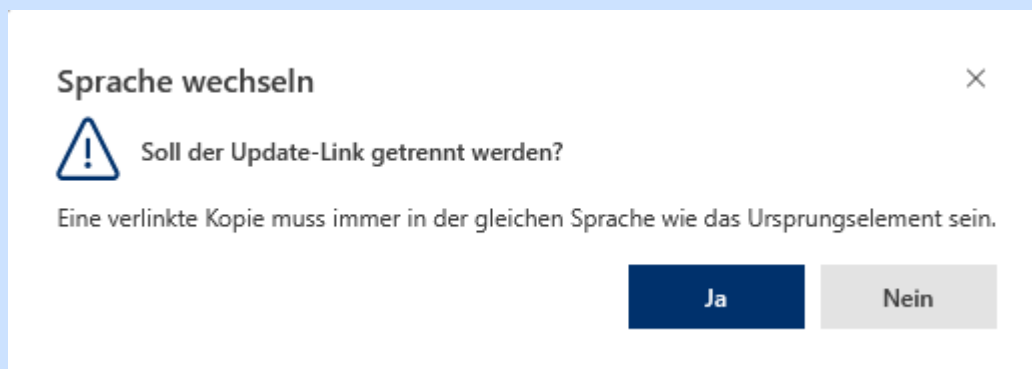 Sprache wechseln
Soll der Update-Link getrennt werden?
Eine verlinkte Kopie muss immer in der gleichen Sprache wie das Ursprungselement sein.
Ja
Nein